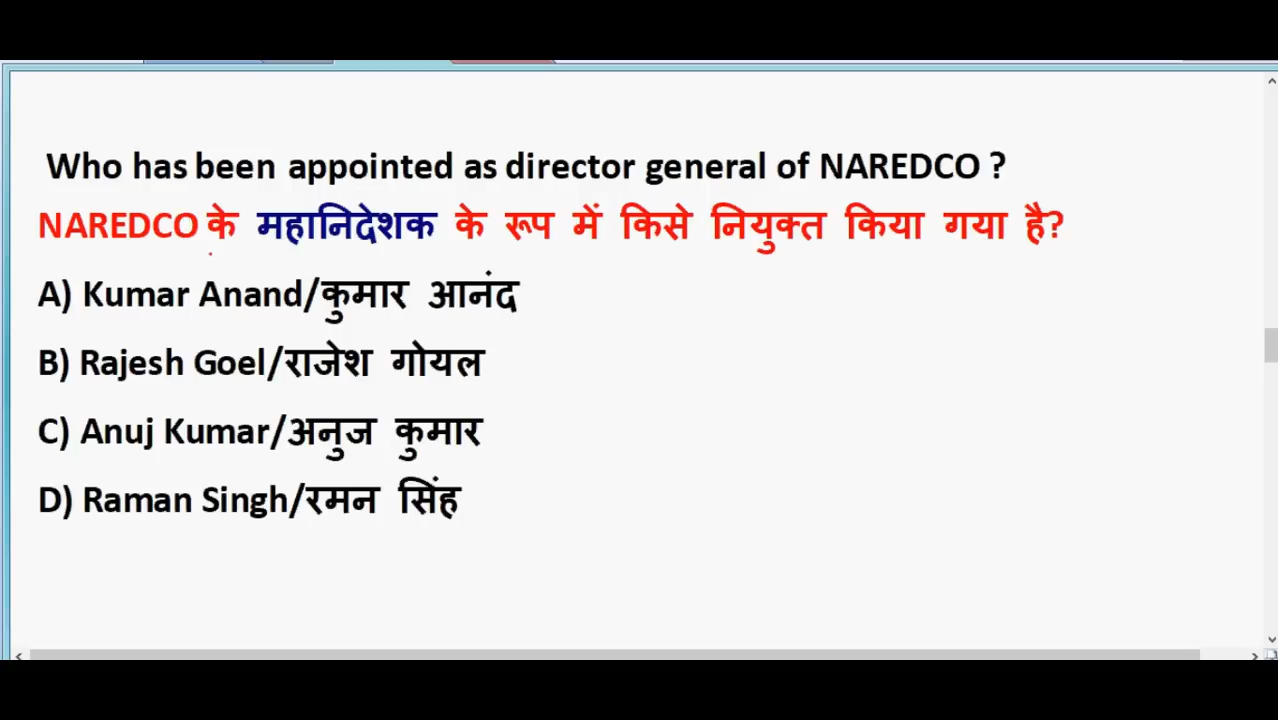 Who has been appointed as director general of NAREDCO ?
NAREDCO के महानिदेशक के रूप में किसे नियुक्त किया गया है?
A) Kumar Anand/कुमार आनंद
B) Rajesh Goel/राजेश गोयल
C) Anuj Kumar/अनुज कुमार
D) Raman Singh/रमन सिंह